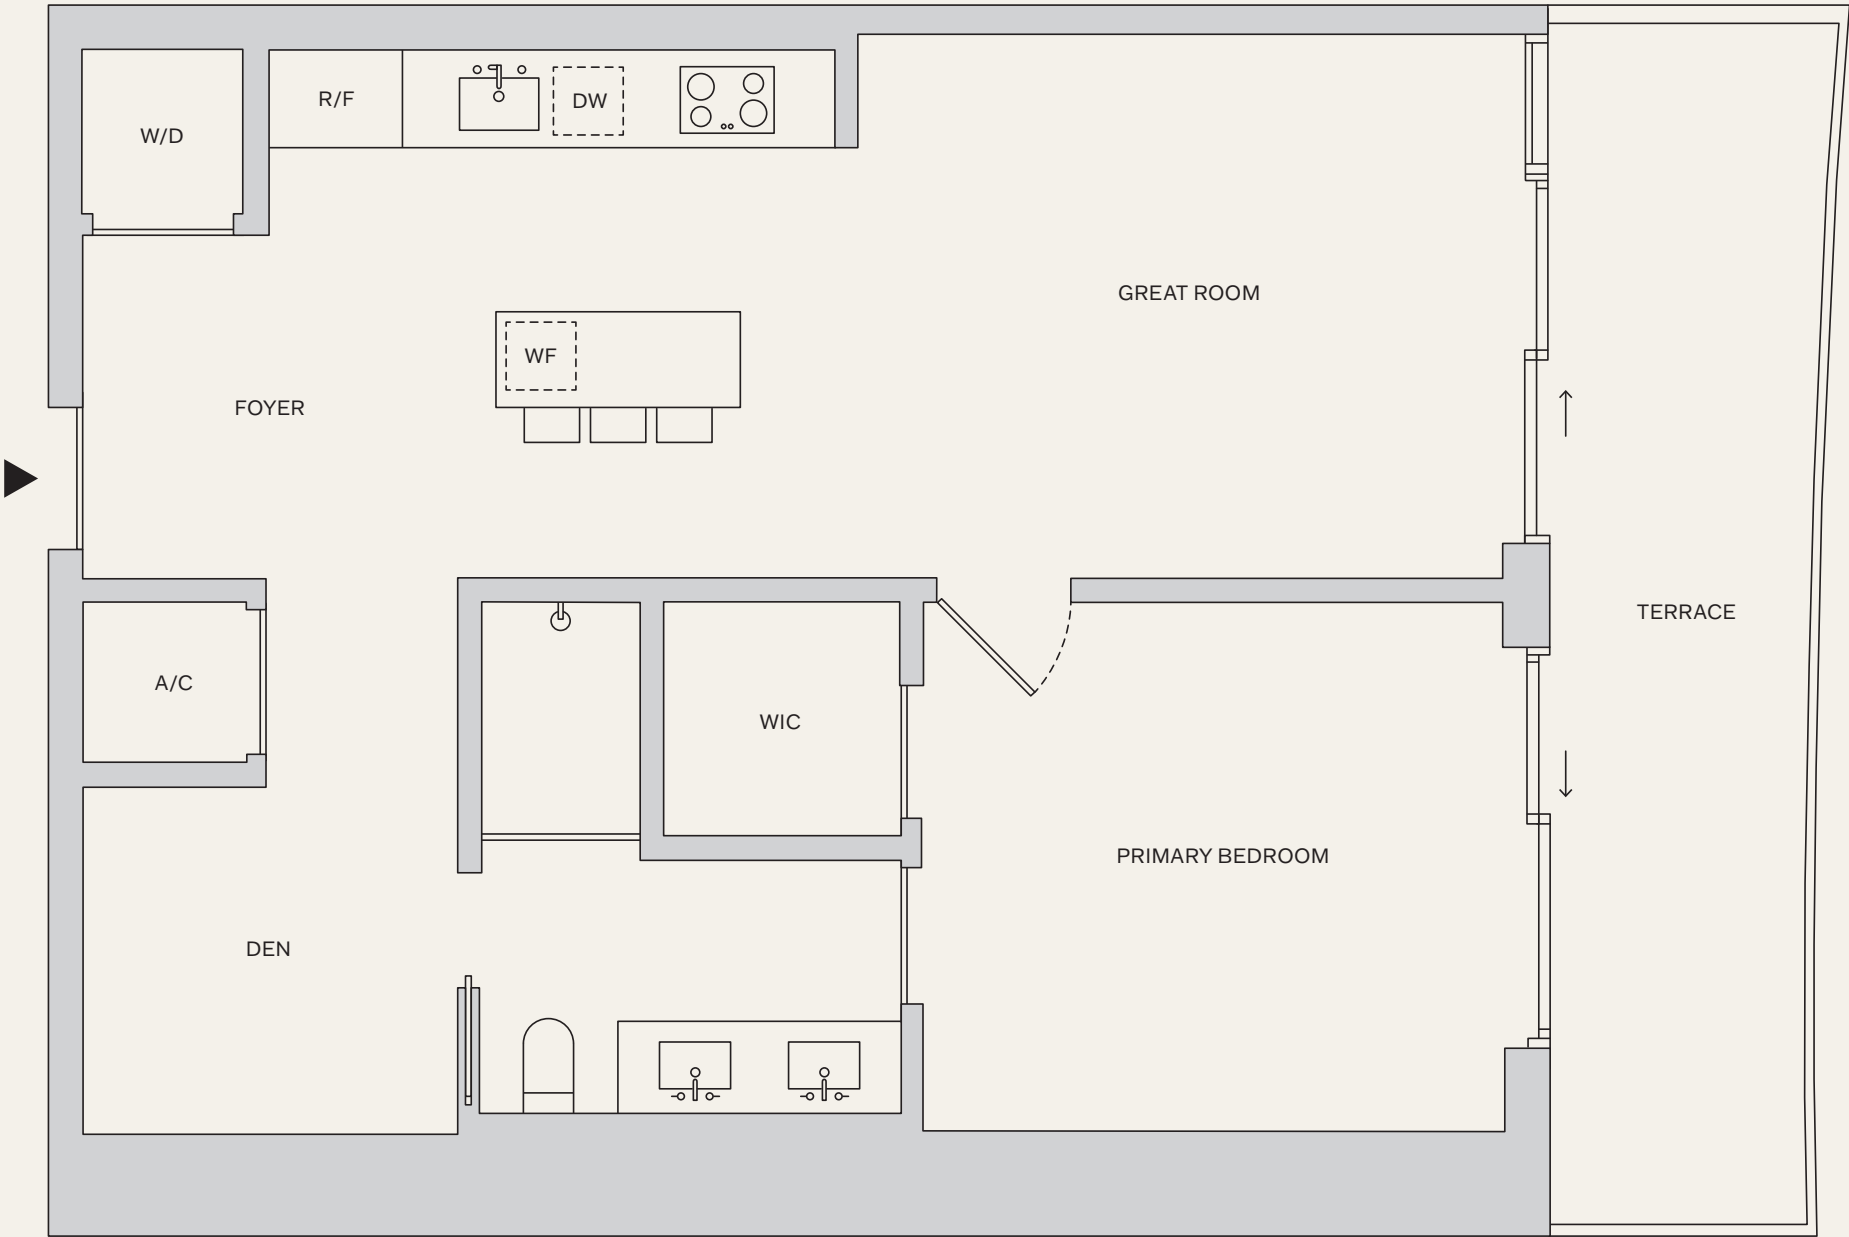 R/F
DW
W/D
GREAT ROOM
WF
FOYER
TERRACE
A/C
WIC
PRIMARY BEDROOM
DEN